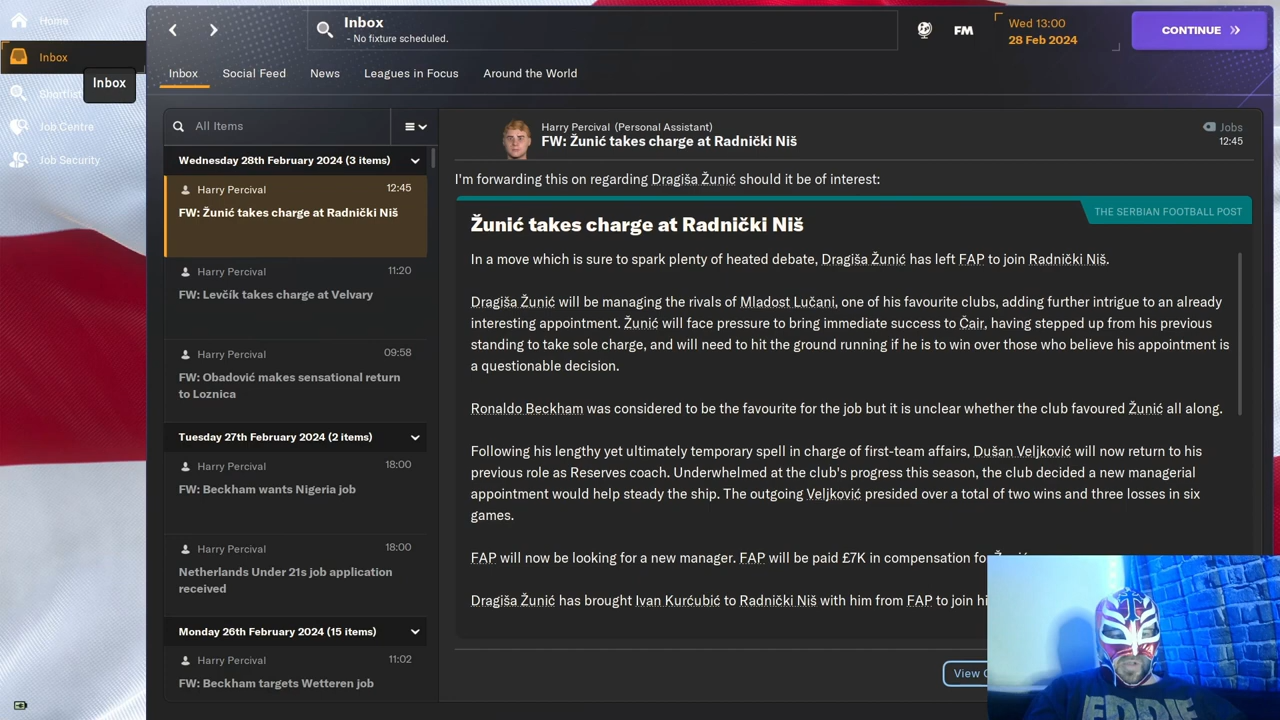 Home
Inbox
Inbox
Shortlist
Job Centre
Job Security
Inbox
- No fixture scheduled.
FM
Wed 13:00
28 Feb 2024
CONTINUE
Inbox
Social Feed
News
Leagues in Focus
Around the World
All Items
Wednesday 28th February 2024 (3 items)
Harry Percival
12:45
FW: Žunić takes charge at Radnički Niš
Harry Percival
11:20
FW: Levčík takes charge at Velvary
Harry Percival
09:58
FW: Obadović makes sensational return
to Loznica
Tuesday 27th February 2024 (2 items)
Harry Percival
18:00
FW: Beckham wants Nigeria job
Harry Percival
18:00
Netherlands Under 21s job application
received
Monday 26th February 2024 (15 items)
Harry Percival
11:02
FW: Beckham targets Wetteren job
Harry Percival (Personal Assistant)
FW: Žunić takes charge at Radnički Niš
Jobs
12:45
I'm forwarding this on regarding Dragiša Žunić should it be of interest:
THE SERBIAN FOOTBALL POST
Žunić takes charge at Radnički Niš
In a move which is sure to spark plenty of heated debate, Dragiša Žunić has left FAP to join Radnički Niš.
Dragiša Žunić will be managing the rivals of Mladost Lučani, one of his favourite clubs, adding further intrigue to an already
interesting appointment. Žunić will face pressure to bring immediate success to Čair, having stepped up from his previous
standing to take sole charge, and will need to hit the ground running if he is to win over those who believe his appointment is
a questionable decision.
Ronaldo Beckham was considered to be the favourite for the job but it is unclear whether the club favoured Žunić all along.
Following his lengthy yet ultimately temporary spell in charge of first-team affairs, Dušan Veljković will now return to his
previous role as Reserves coach. Underwhelmed at the club's progress this season, the club decided a new managerial
appointment would help steady the ship. The outgoing Veljković presided over a total of two wins and three losses in six
games.
FAP will now be looking for a new manager. FAP will be paid £7K in compensation for Žunić.
Dragiša Žunić has brought Ivan Kurćubić to Radnički Niš with him from FAP to join
View
EDDIE